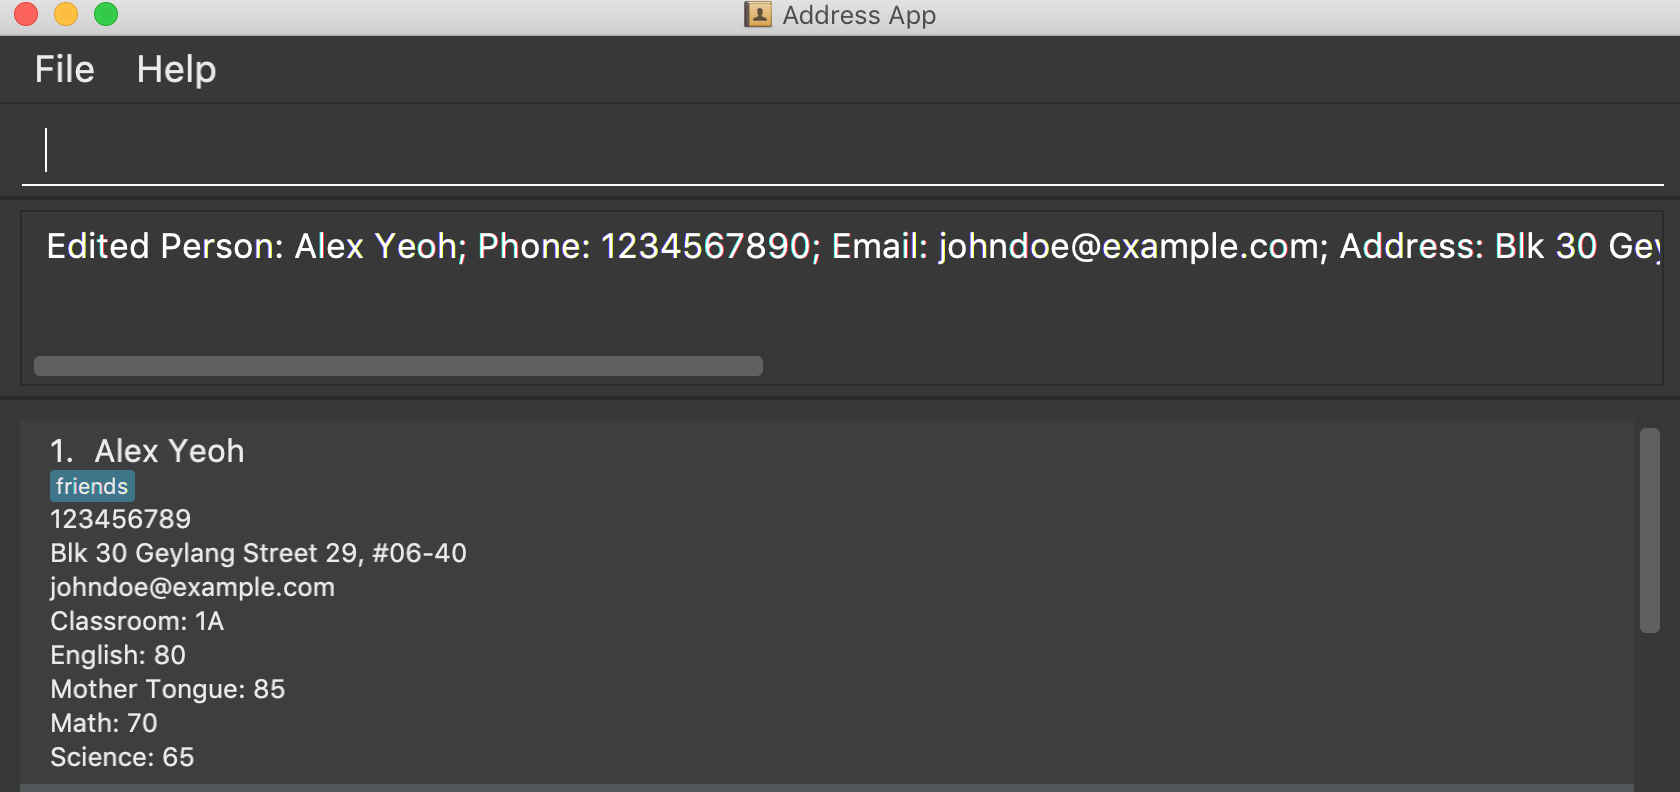 Address App
File Help
Edited Person: Alex Yeoh; Phone: 1234567890; Email: johndoe@example.com; Address: Blk 30
1. Alex Yeoh
friends
123456789
Blk 30 Geylang Street 29, #06-40
johndoe@example.com
Classroom: 1A
English: 80
Mother Tongue: 85
Math: 70
Science: 65